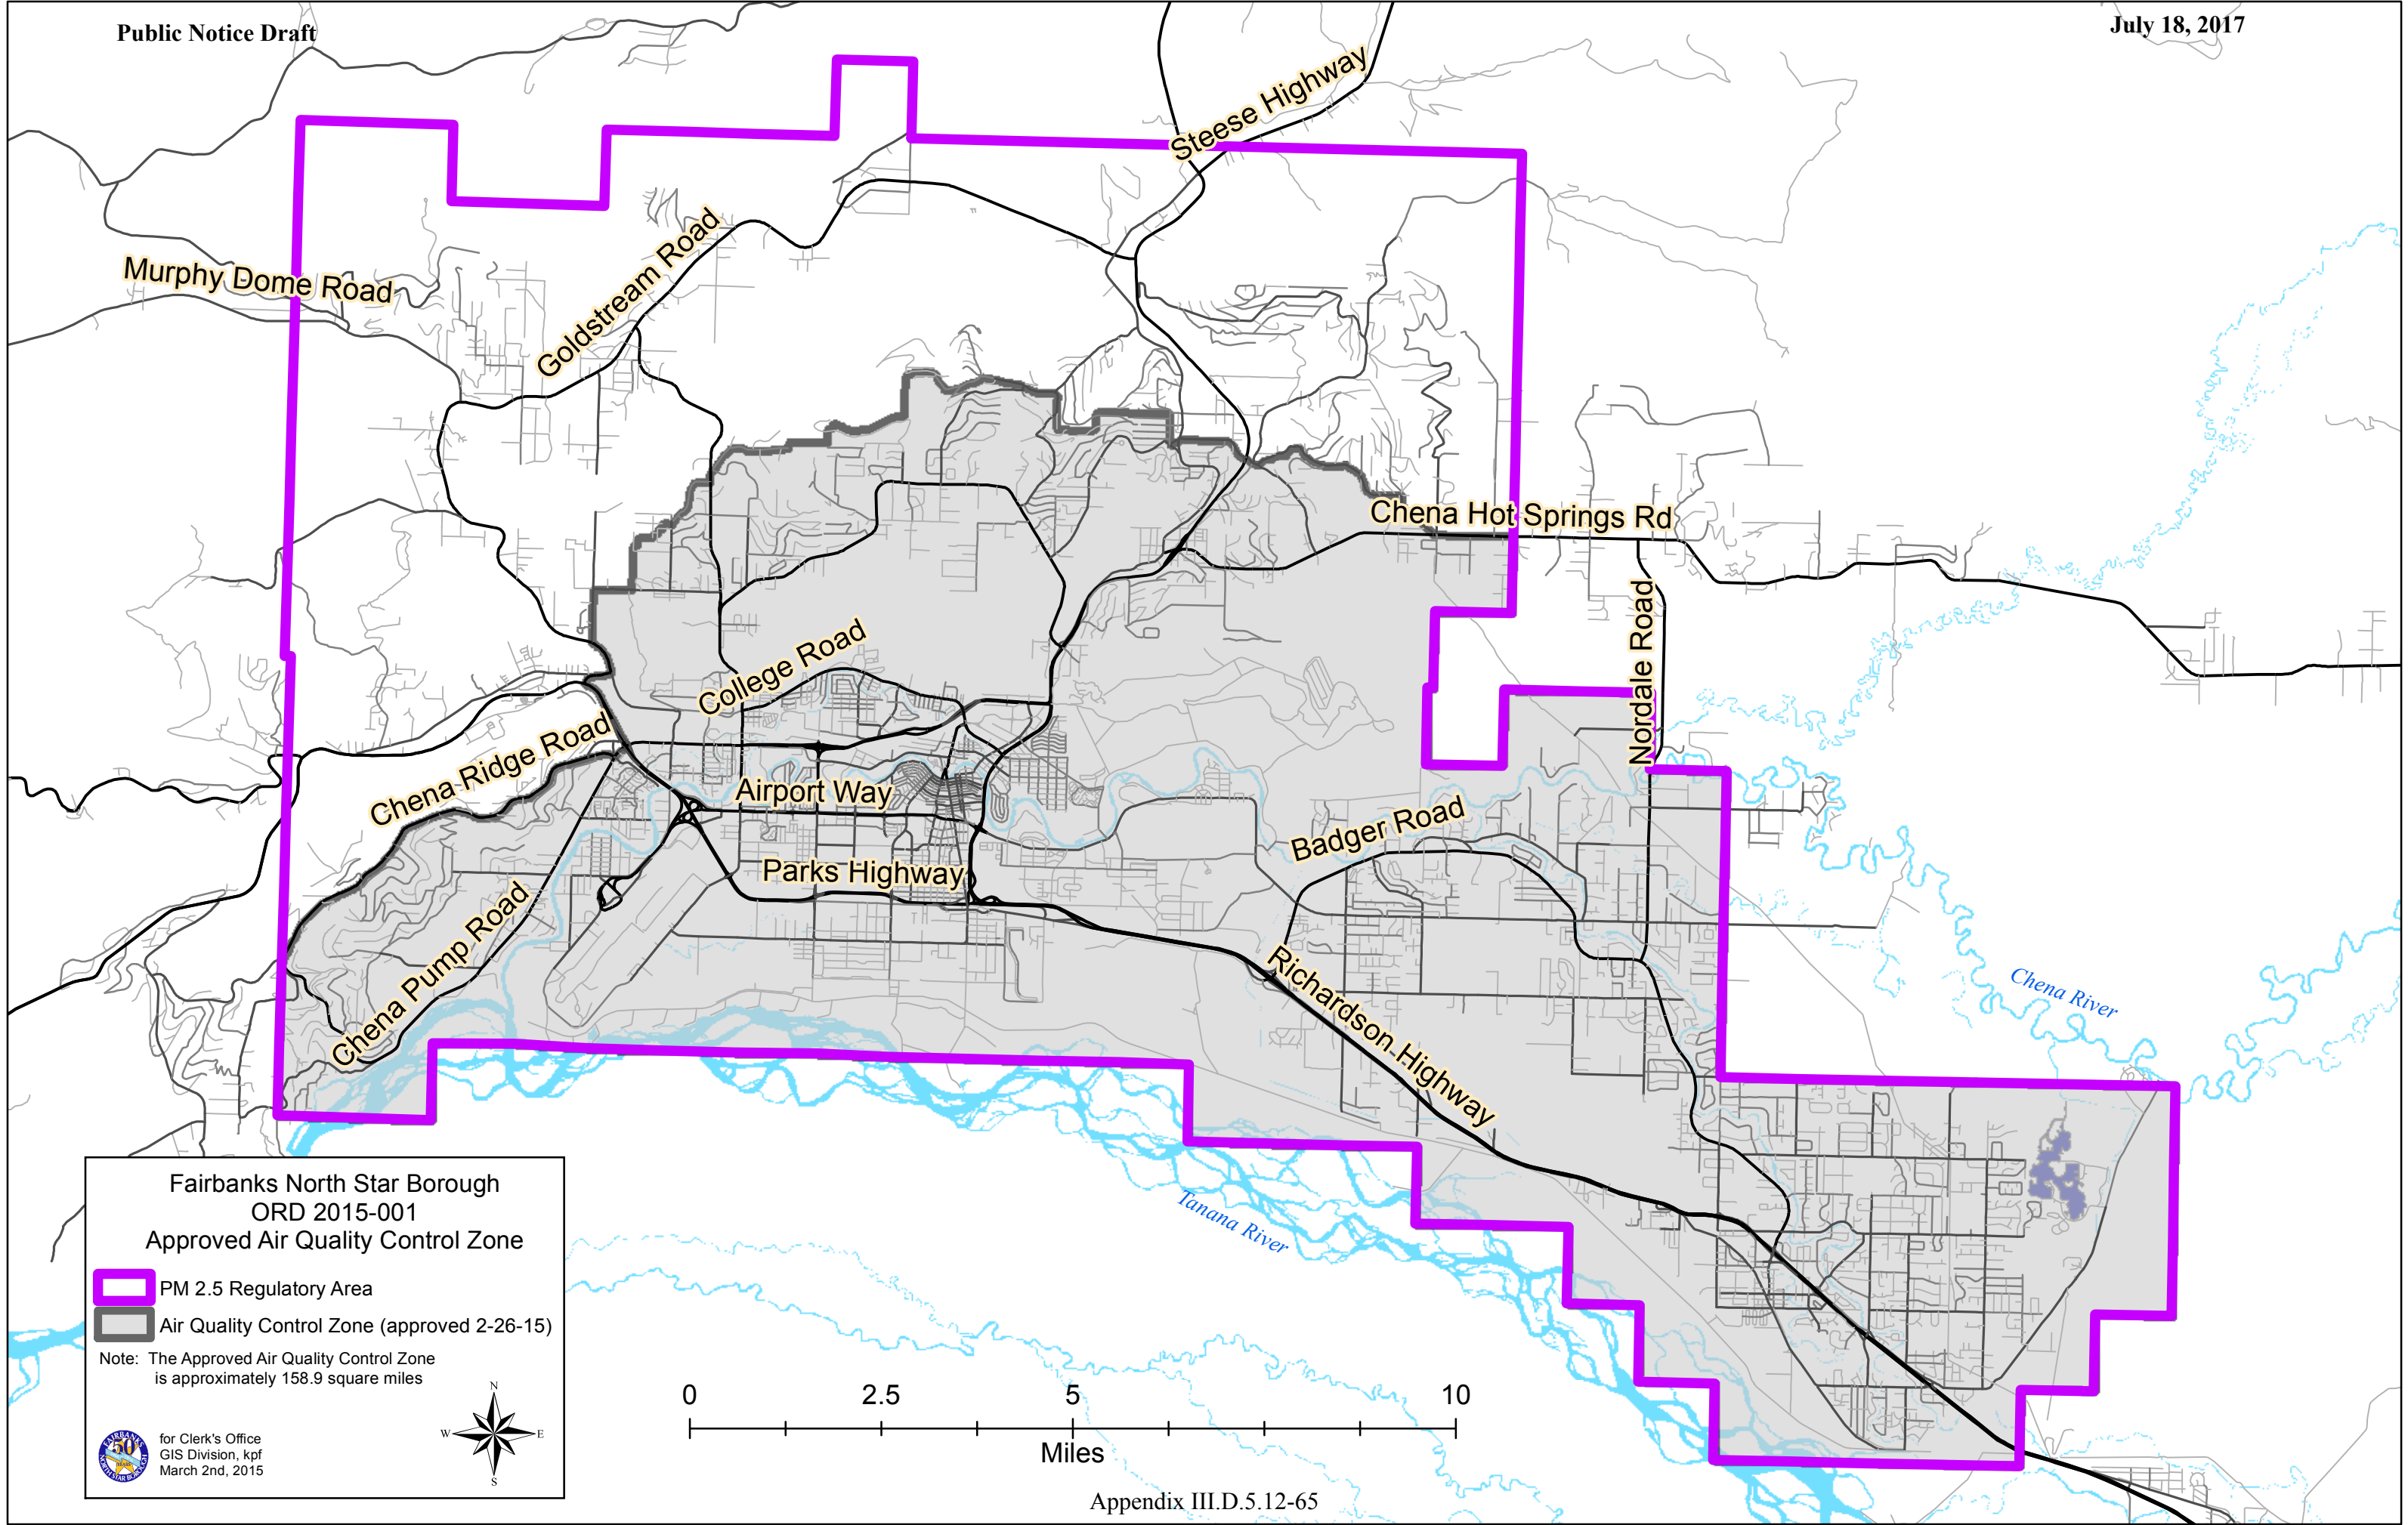 Public Notice Draft
July 18, 2017
Steese Highway
Murphy Dome Road
Goldstream Road
Chena Hot Springs Rd
Nordale Road
College Road
Chena Ridge Road
Airport Way
Badger Road
Parks Highway
Chena Pump Road
Richardson Highway
Chena River
Tanana River
Fairbanks North Star Borough
ORD 2015-001
Approved Air Quality Control Zone
PM 2.5 Regulatory Area
Air Quality Control Zone (approved 2-26-15)
Note: The Approved Air Quality Control Zone
is approximately 158.9 square miles
N
W E
S
FAIRBANKS
50
NORTH STAR BOROUGH
for Clerk's Office
GIS Division, kpf
March 2nd, 2015
0 2.5 5 10
Miles
Appendix III.D.5.12-65